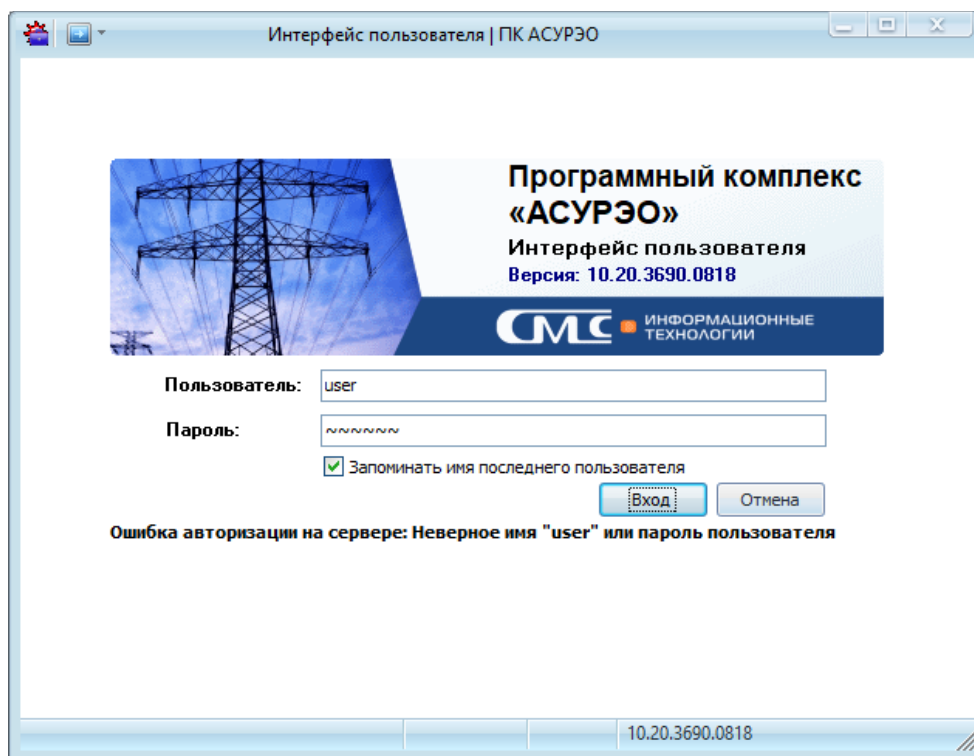 Интерфейс пользователя | ПК АСУРЭО
Программный комплекс
«АСУРЭО»
Интерфейс пользователя
Версия: 10.20.3690.0818
СМС ИНФОРМАЦИОННЫЕ
ТЕХНОЛОГИИ
Пользователь: user
Пароль: ~~~~~~
Запоминать имя последнего пользователя
Вход Отмена
Ошибка авторизации на сервере: Неверное имя "user" или пароль пользователя
10.20.3690.0818